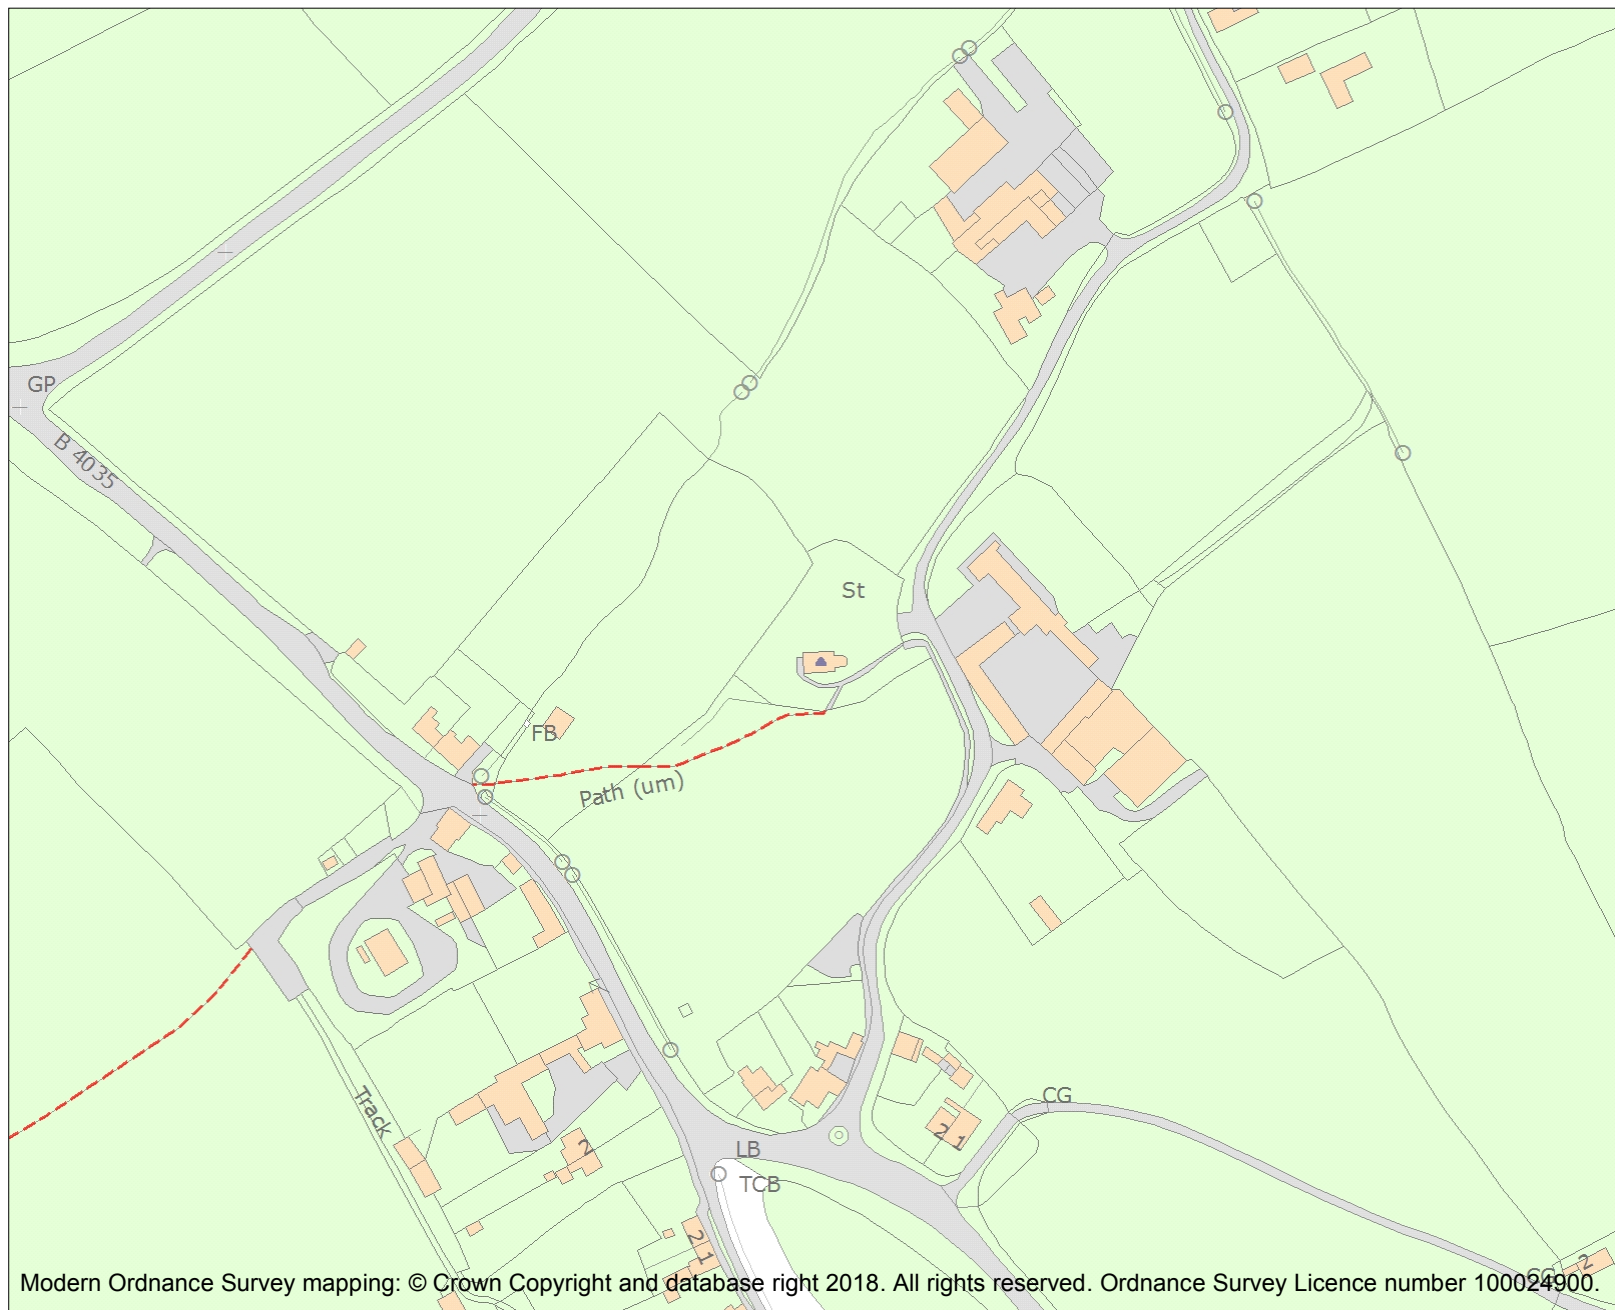 GP
B 4035
St
FB
Path (um)
Track
CG
2 1
2
LB
TCB
2 1
2
CG
Modern Ordnance Survey mapping: © Crown Copyright and database right 2018. All rights reserved. Ordnance Survey Licence number 100024900.